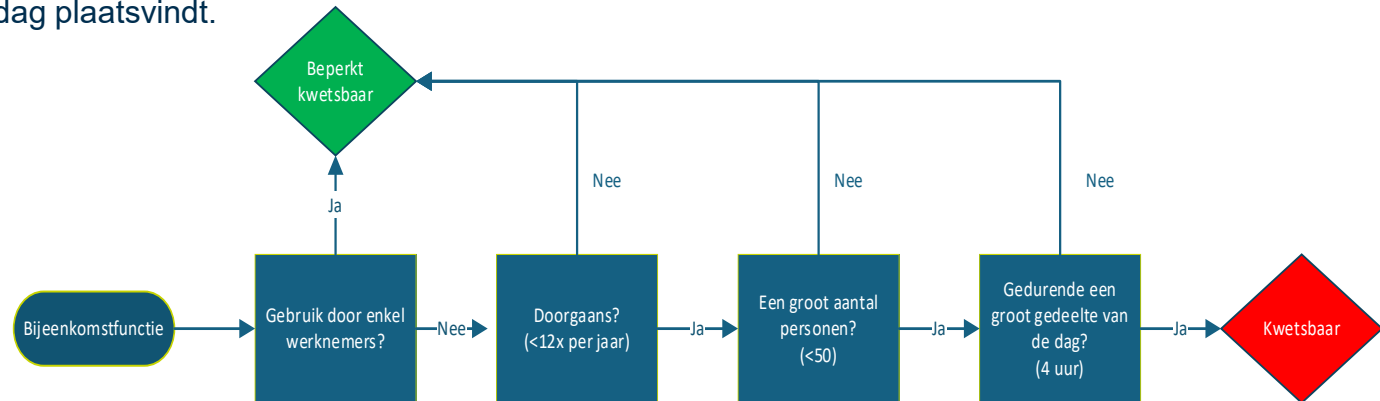 dag plaatsvindt.
Beperkt
kwetsbaar
Nee
Nee
Nee
Ja
Bijeenkomstfunctie
Gebruik door enkel
werknemers?
Nee
Doorgaans?
(<12x per jaar)
Ja
Een groot aantal
personen?
(<50)
Ja
Gedurende een
groot gedeelte van
de dag?
(4 uur)
Ja
Kwetsbaar